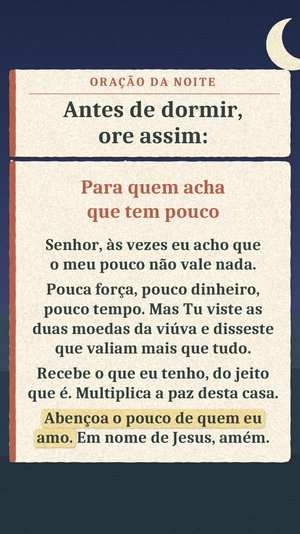 ORAÇÃO DA NOITE
Antes de dormir,
ore assim:
Para quem acha
que tem pouco
Senhor, às vezes eu acho que
o meu pouco não vale nada.
Pouca força, pouco dinheiro,
pouco tempo. Mas Tu viste as
duas moedas da viúva e disseste
que valiam mais que tudo.
Recebe o que eu tenho, do jeito
que é. Multiplica a paz desta casa.
Abençoa o pouco de quem eu
amo. Em nome de Jesus, amém.